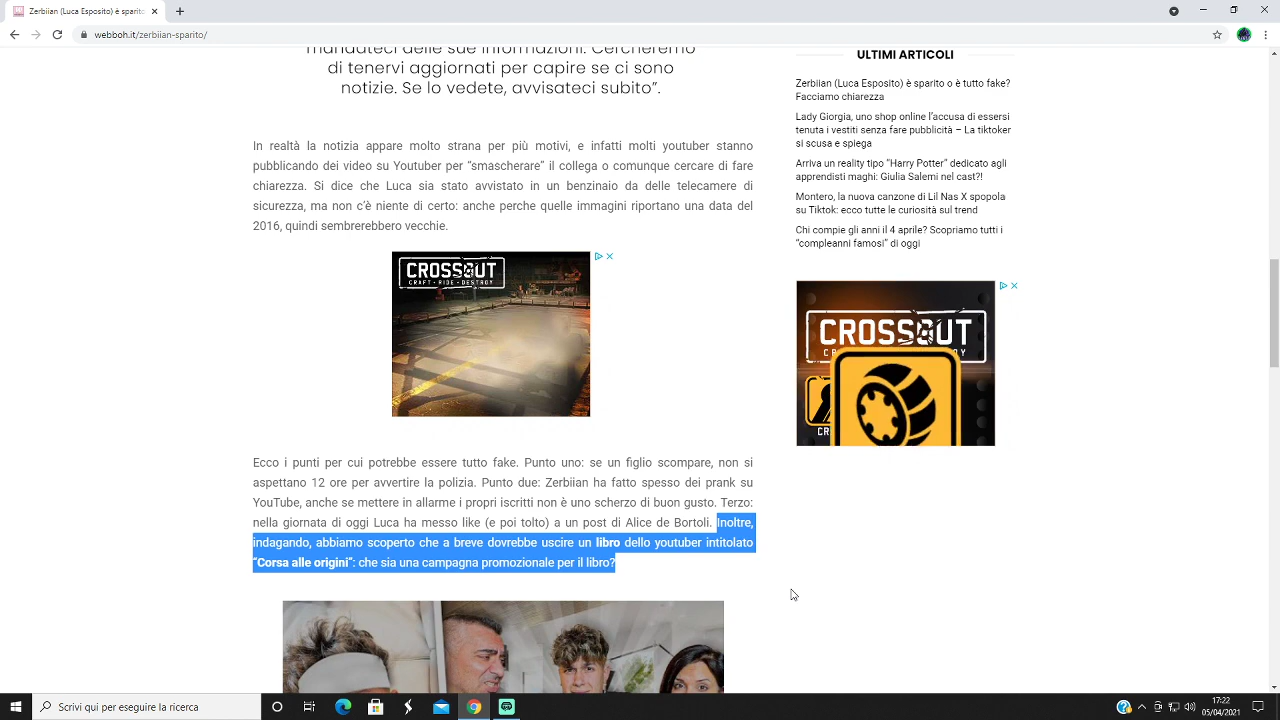 Zerbiian (Luca Esposito) è sparito
webboh.it/zerbiian-sparito/
mandateci delle sue informazioni. Cercheremo
di tenervi aggiornati per capire se ci sono
notizie. Se lo vedete, avvisateci subito”.
In realtà la notizia appare molto strana per più motivi, e infatti molti youtuber stanno
pubblicando dei video su Youtuber per “smascherare” il collega o comunque cercare di fare
chiarezza. Si dice che Luca sia stato avvistato in un benzinaio da delle telecamere di
sicurezza, ma non c’è niente di certo: anche perche quelle immagini riportano una data del
2016, quindi sembrerebbero vecchie.
CROSSOUT
CRAFT • RIDE • DESTROY
Ecco i punti per cui potrebbe essere tutto fake. Punto uno: se un figlio scompare, non si
aspettano 12 ore per avvertire la polizia. Punto due: Zerbiian ha fatto spesso dei prank su
YouTube, anche se mettere in allarme i propri iscritti non è uno scherzo di buon gusto. Terzo:
nella giornata di oggi Luca ha messo like (e poi tolto) a un post di Alice de Bortoli. Inoltre,
indagando, abbiamo scoperto che a breve dovrebbe uscire un libro dello youtuber intitolato
“Corsa alle origini”: che sia una campagna promozionale per il libro?
ULTIMI ARTICOLI
Zerbiian (Luca Esposito) è sparito o è tutto fake?
Facciamo chiarezza
Lady Giorgia, uno shop online l’accusa di essersi
tenuta i vestiti senza fare pubblicità – La tiktoker
si scusa e spiega
Arriva un reality tipo “Harry Potter” dedicato agli
apprendisti maghi: Giulia Salemi nel cast?!
Montero, la nuova canzone di Lil Nas X spopola
su Tiktok: ecco tutte le curiosità sul trend
Chi compie gli anni il 4 aprile? Scopriamo tutti i
“compleanni famosi” di oggi
CROSSOUT
Scrivi qui per eseguire la ricerca
17:22
05/04/2021